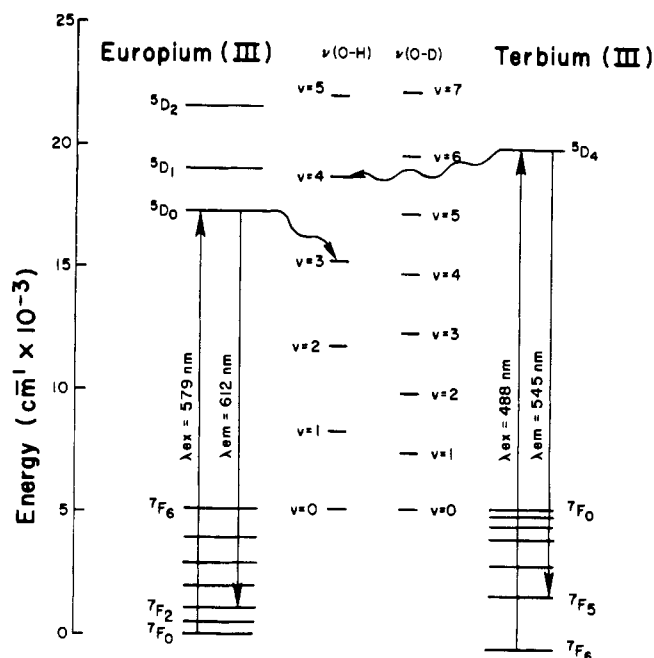 25
20
15
10
5
0
Energy (cm̄¹ × 10⁻³)
Europium (III)
ν(O-H)
ν(O-D)
Terbium (III)
⁵D₂
⁵D₁
⁵D₀
⁷F₆
⁷F₂
⁷F₀
λex = 579 nm
λem = 612 nm
v=5
v=4
v=3
v=2
v=1
v=0
v=7
v=6
v=5
v=4
v=3
v=2
v=1
v=0
λex = 488 nm
λem = 545 nm
⁵D₄
⁷F₀
⁷F₅
⁷F₆